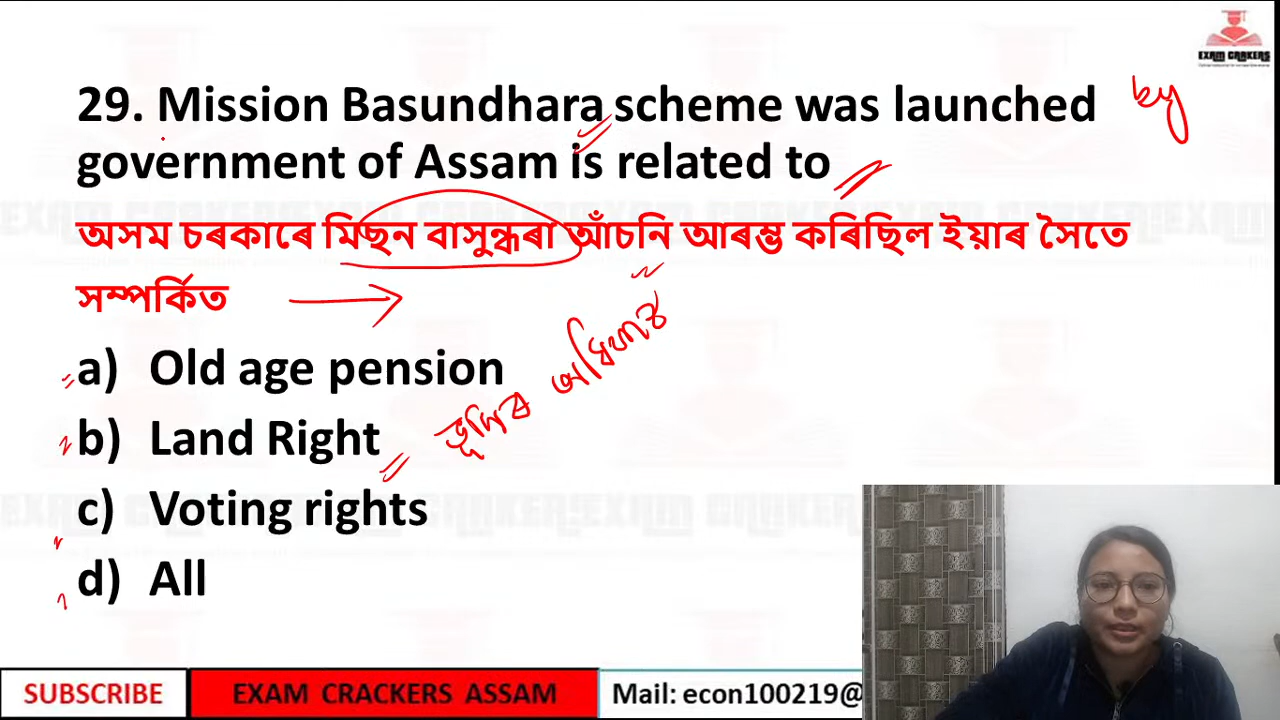 EXAM CRAKERS
29. Mission Basundhara scheme was launched by
government of Assam is related to
অসম চৰকাৰে মিছন বাসুন্ধৰা আঁচনি আৰম্ভ কৰিছিল ইয়াৰ সৈতে
সম্পৰ্কিত
a) Old age pension
ভূমিৰ অধিকাৰ
b) Land Right
c) Voting rights
d) All
SUBSCRIBE EXAM CRACKERS ASSAM Mail: econ100219@